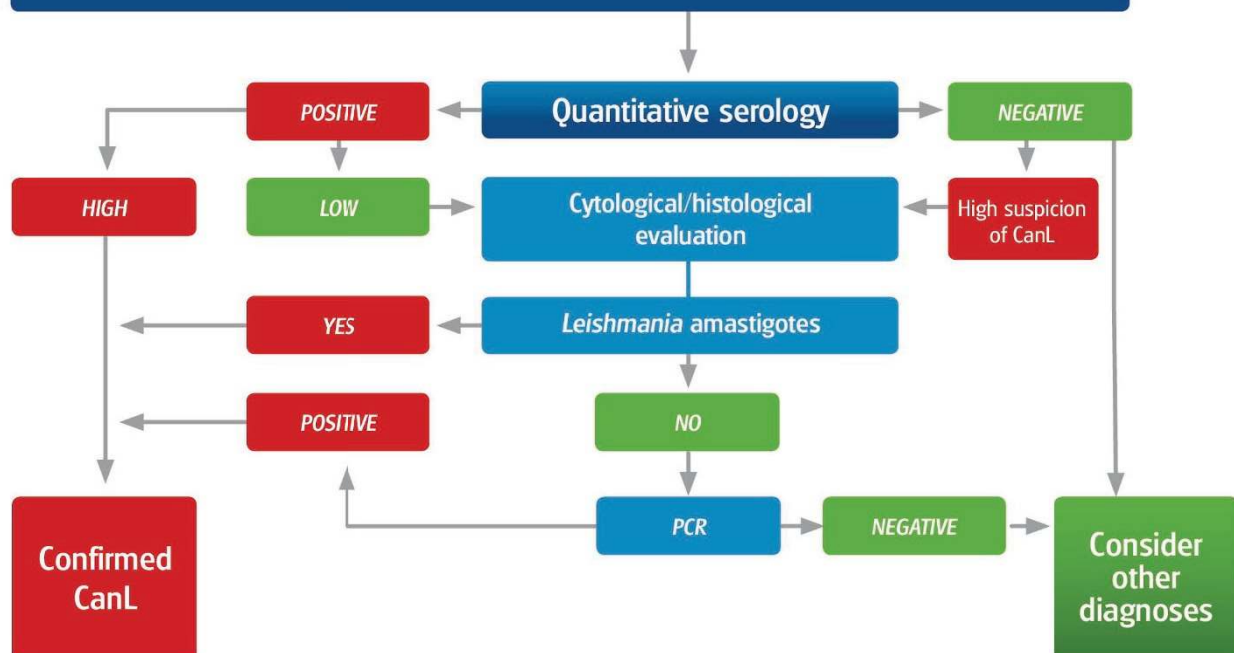 POSITIVE
Quantitative serology
NEGATIVE
HIGH
LOW
Cytological/histological
evaluation
High suspicion
of CanL
YES
Leishmania amastigotes
POSITIVE
NO
Confirmed
CanL
PCR
NEGATIVE
Consider
other
diagnoses